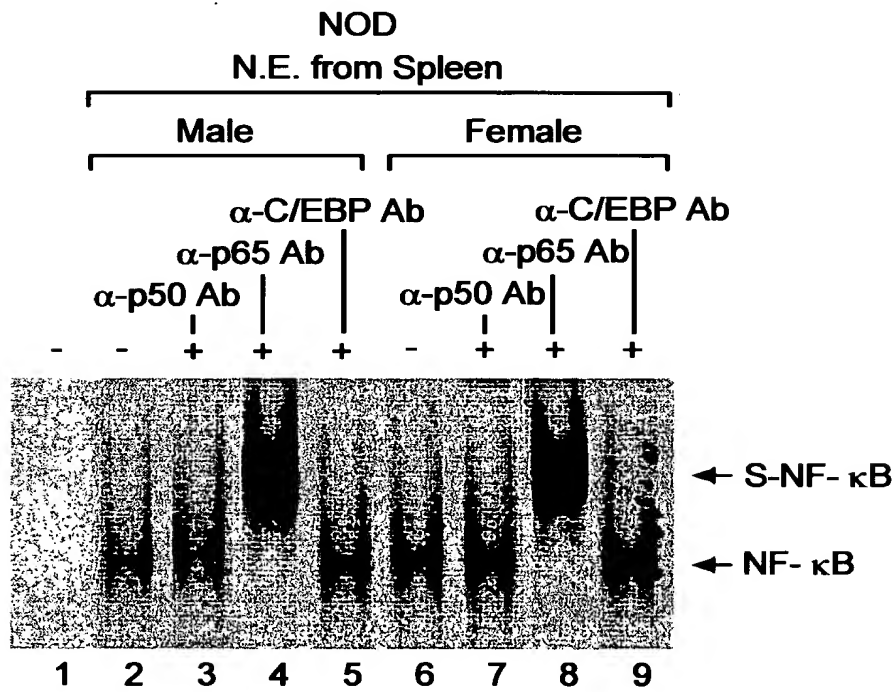 NOD
N.E. from Spleen
Male Female
α-C/EBP Ab α-C/EBP Ab
α-p65 Ab α-p65 Ab
α-p50 Ab α-p50 Ab
- - + + + - + + +
S-NF-κB
NF-κB
1 2 3 4 5 6 7 8 9